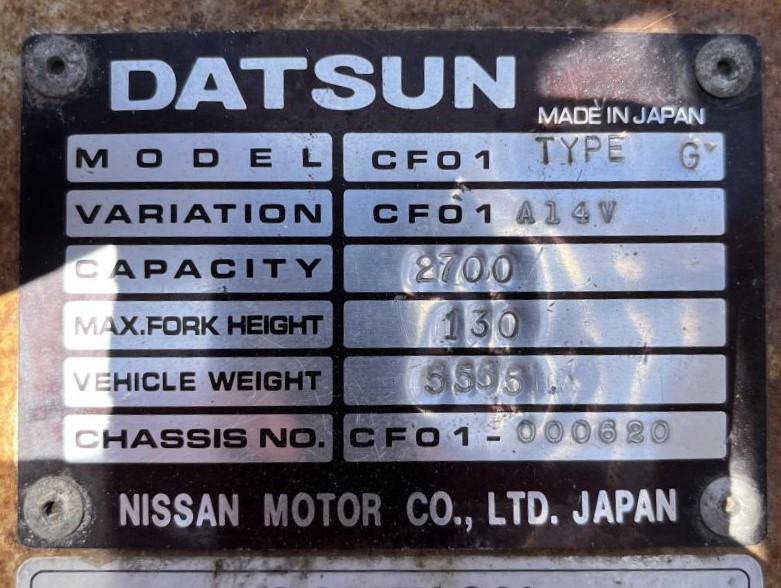 DATSUN
MADE IN JAPAN
MODEL CF01 TYPE G
VARIATION CF01 A14V
CAPACITY 2700
MAX.FORK HEIGHT 130
VEHICLE WEIGHT
CHASSIS NO. CF01-000620
NISSAN MOTOR CO., LTD. JAPAN